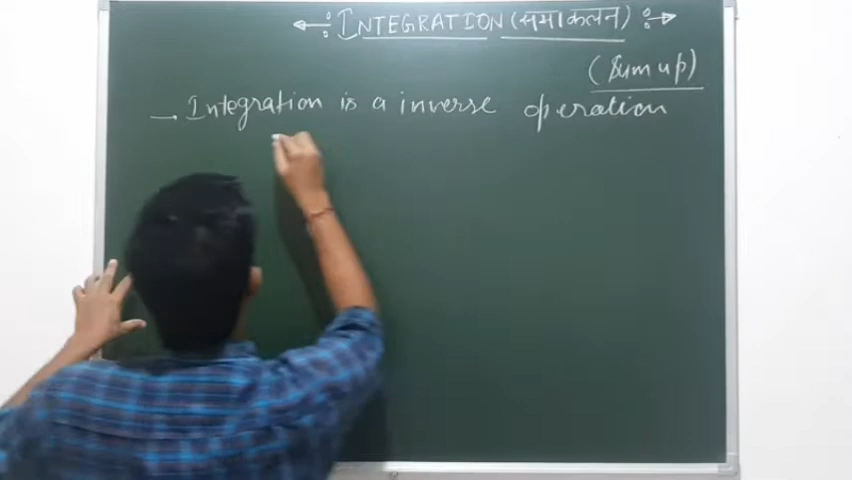 INTEGRATION (समाकलन)
(Sum up)
→ Integration is a inverse operation